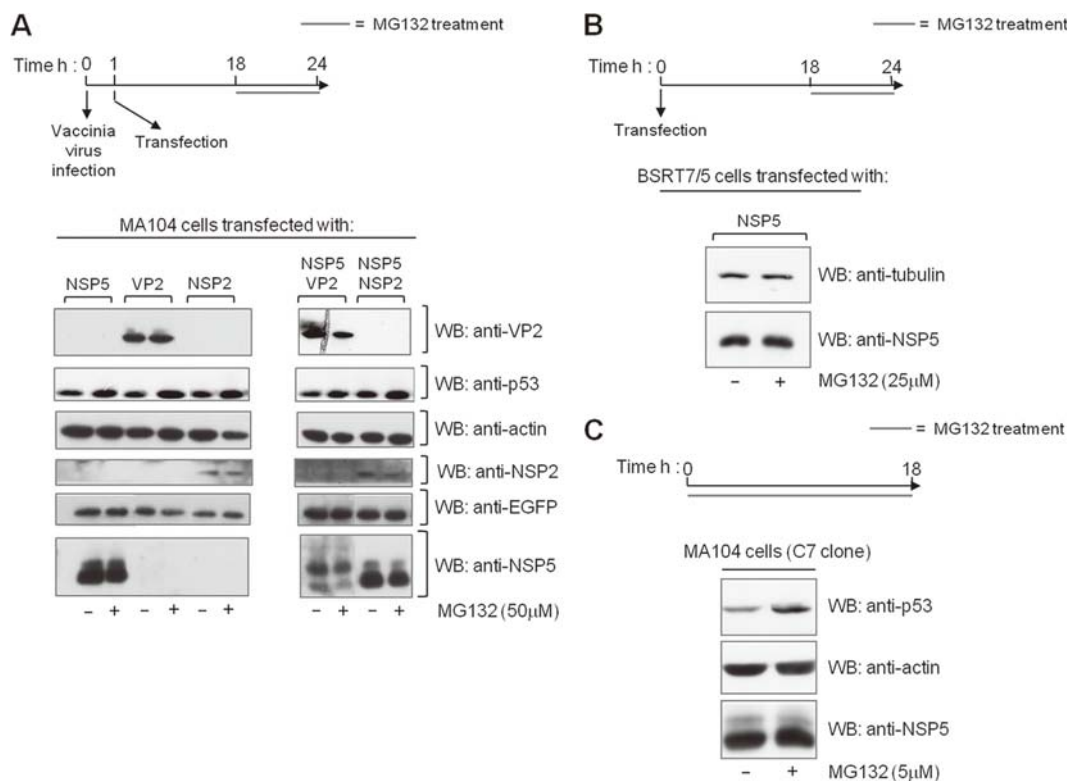 A
= MG132 treatment
Time h : 0 1 18 24
Vaccinia virus infection
Transfection
MA104 cells transfected with:
NSP5 VP2 NSP2
NSP5 NSP5
VP2 NSP2
WB: anti-VP2
WB: anti-p53
WB: anti-actin
WB: anti-NSP2
WB: anti-EGFP
WB: anti-NSP5
− + − + − + − + − + MG132 (50µM)
B
= MG132 treatment
Time h : 0 18 24
Transfection
BSRT7/5 cells transfected with:
NSP5
WB: anti-tubulin
WB: anti-NSP5
− + MG132 (25µM)
C
= MG132 treatment
Time h : 0 18
MA104 cells (C7 clone)
WB: anti-p53
WB: anti-actin
WB: anti-NSP5
− + MG132 (5µM)